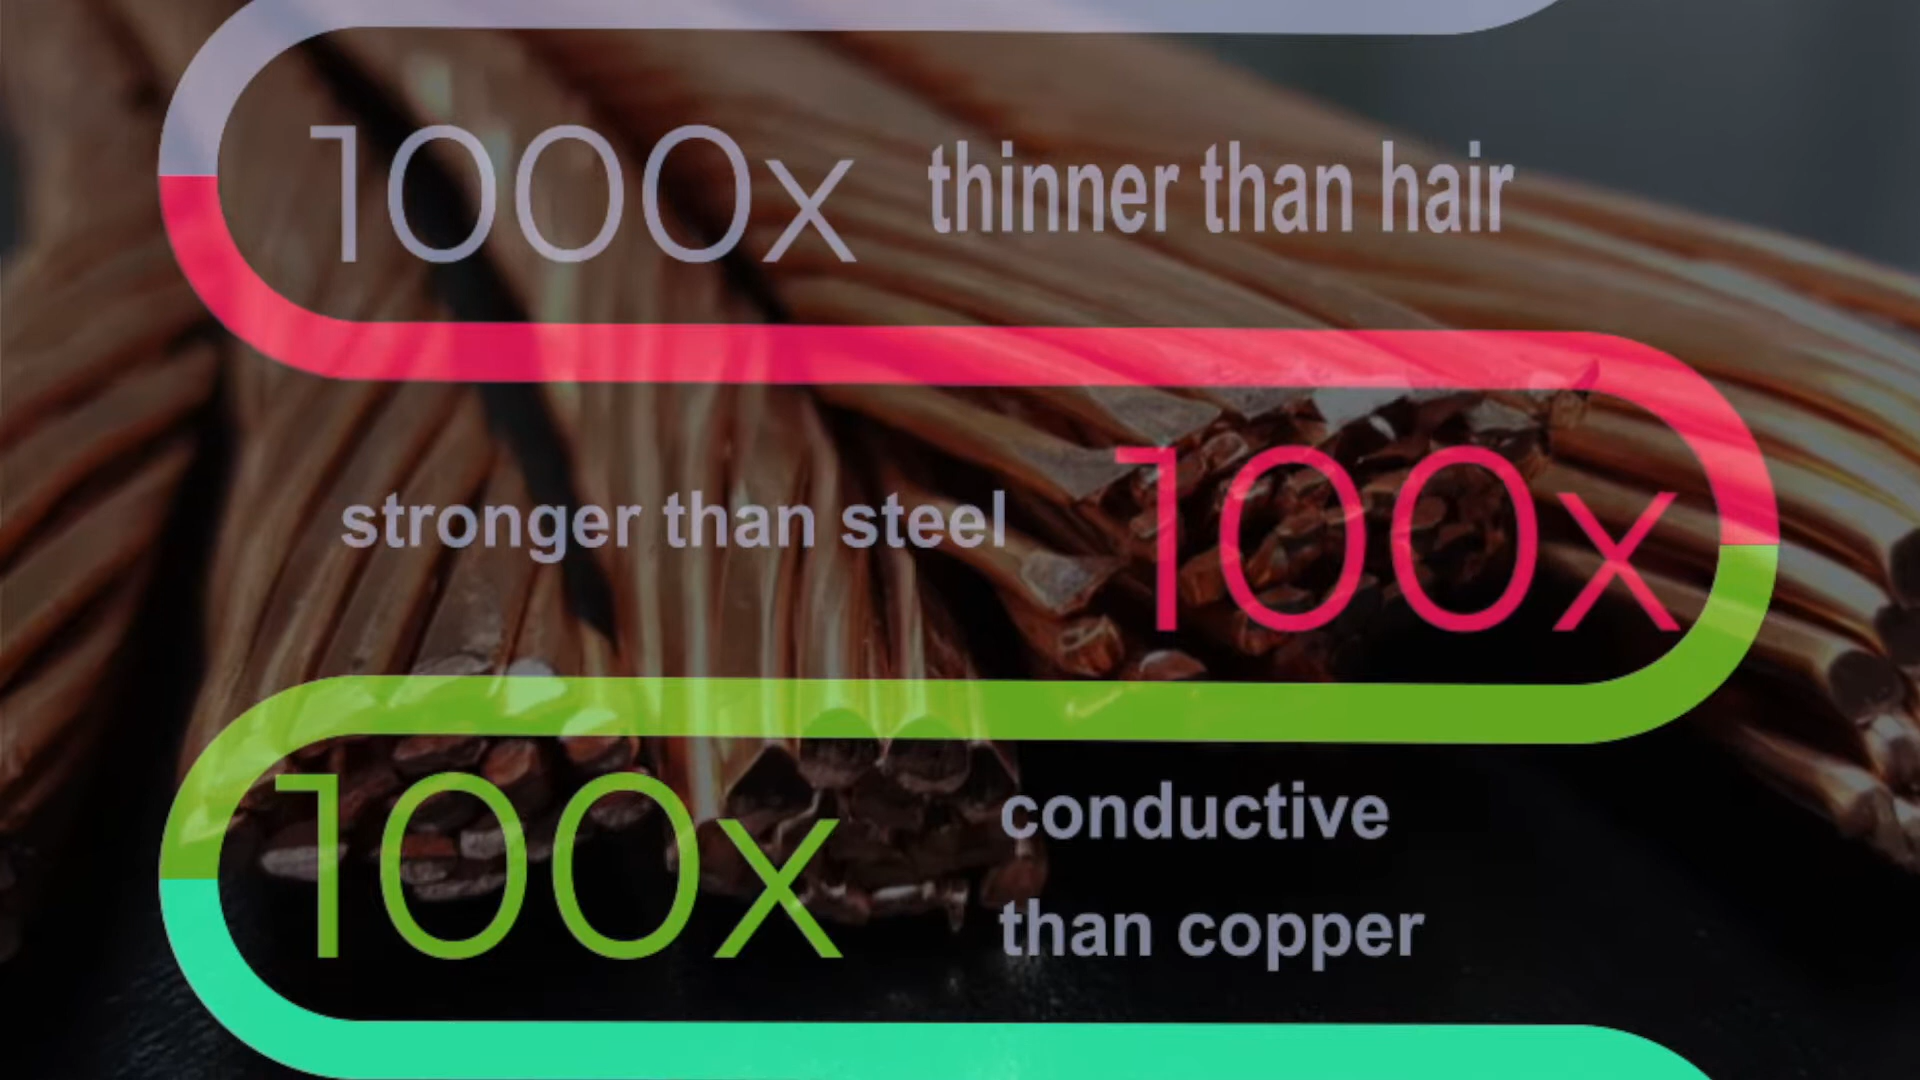 1000x thinner than hair
stronger than steel 100x
100x conductive
than copper